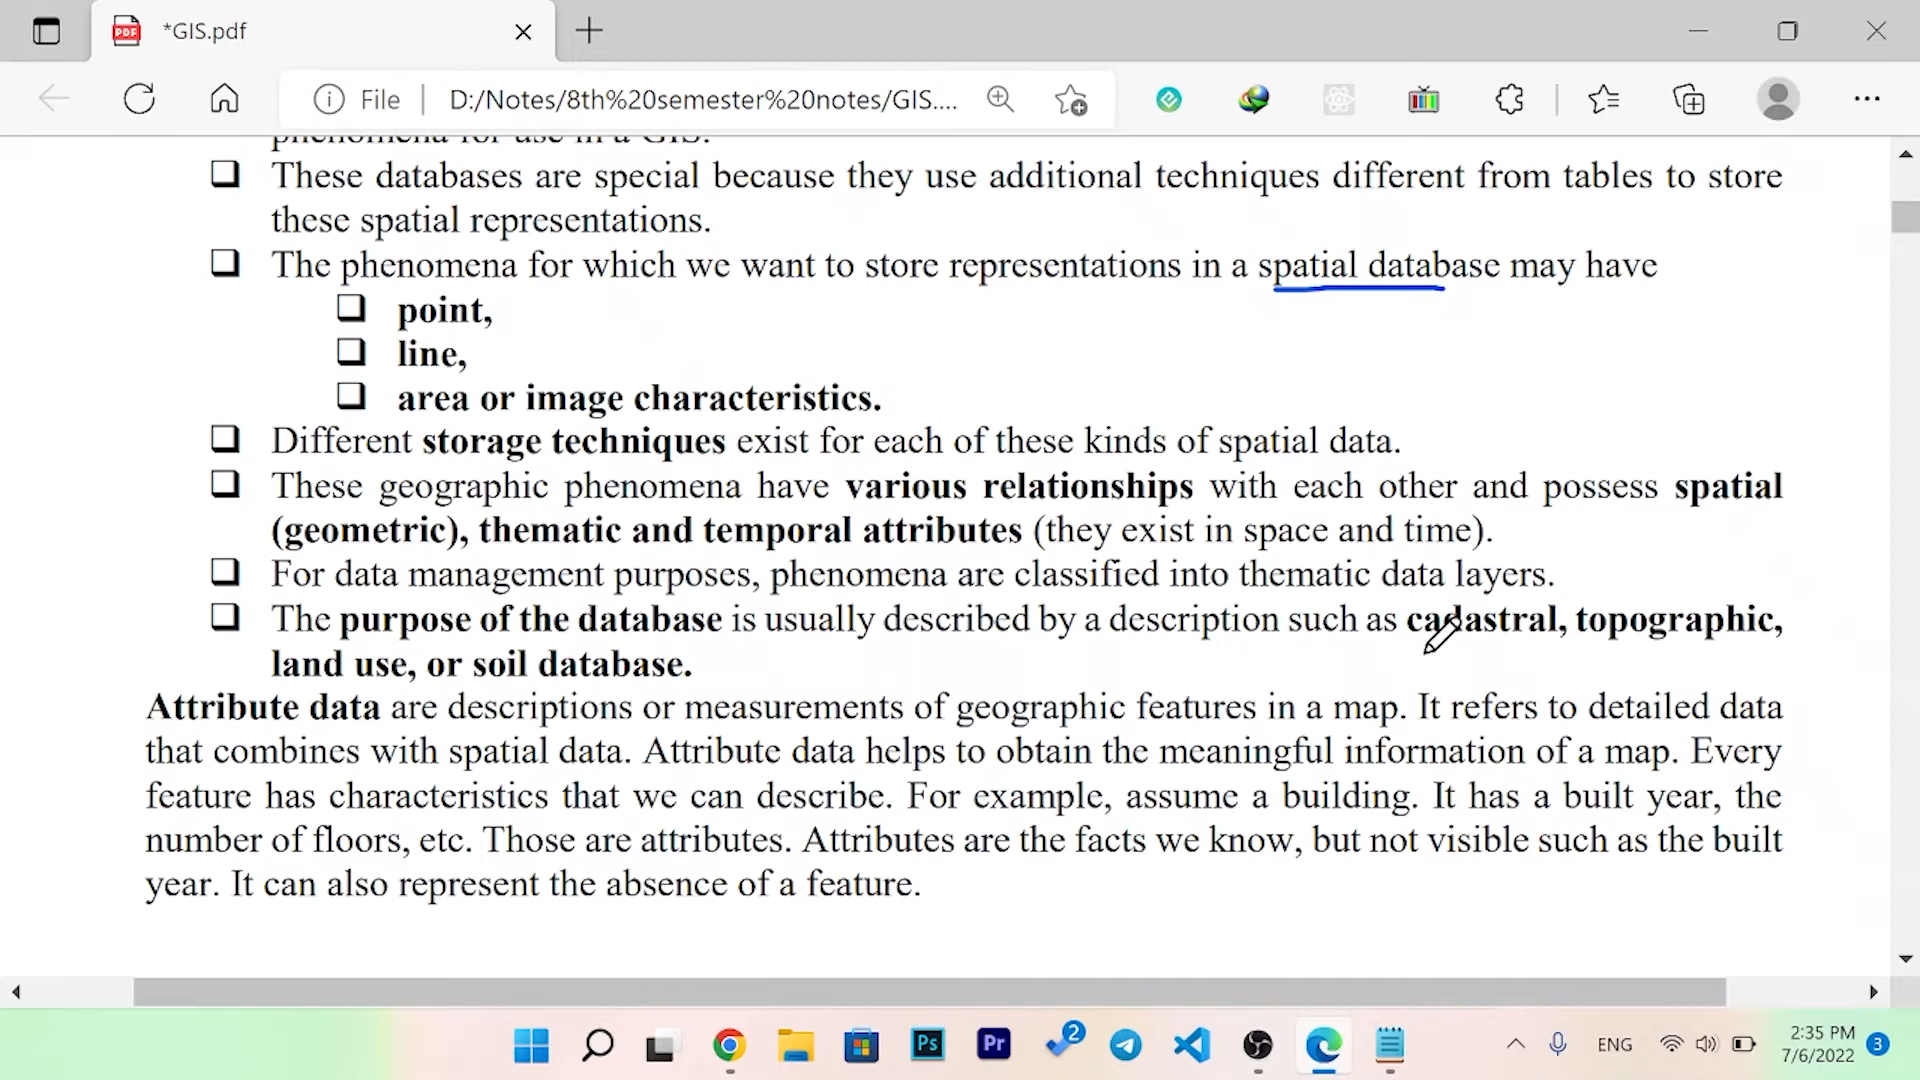 *GIS.pdf
File
D:/Notes/8th%20semester%20notes/GIS....
phenomena for use in a GIS.
❑ These databases are special because they use additional techniques different from tables to store
these spatial representations.
❑ The phenomena for which we want to store representations in a spatial database may have
❑ point,
❑ line,
❑ area or image characteristics.
❑ Different storage techniques exist for each of these kinds of spatial data.
❑ These geographic phenomena have various relationships with each other and possess spatial
(geometric), thematic and temporal attributes (they exist in space and time).
❑ For data management purposes, phenomena are classified into thematic data layers.
❑ The purpose of the database is usually described by a description such as cadastral, topographic,
land use, or soil database.
Attribute data are descriptions or measurements of geographic features in a map. It refers to detailed data
that combines with spatial data. Attribute data helps to obtain the meaningful information of a map. Every
feature has characteristics that we can describe. For example, assume a building. It has a built year, the
number of floors, etc. Those are attributes. Attributes are the facts we know, but not visible such as the built
year. It can also represent the absence of a feature.
Ps
Pr
2
ENG
2:35 PM
7/6/2022
3